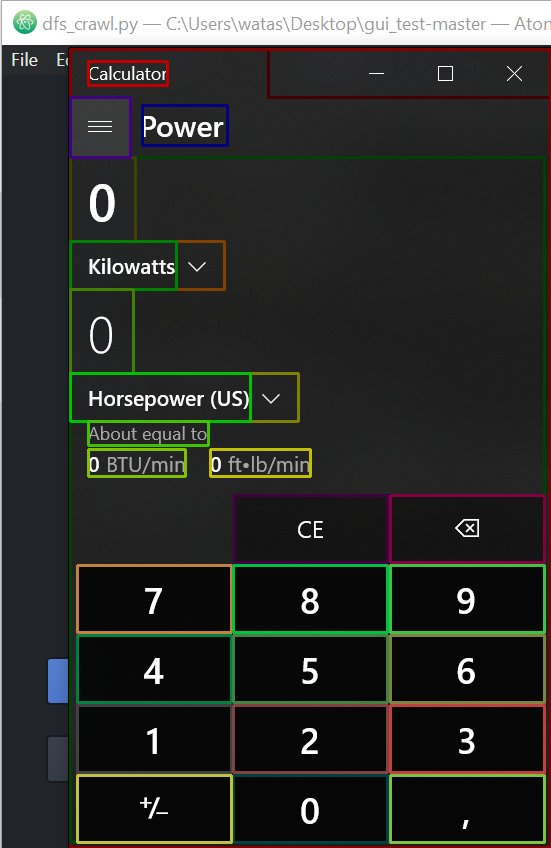 dfs_crawl.py — C:\Users\watas\Desktop\gui_test-master — Atom
File
Calculator
Power
0
Kilowatts
0
Horsepower (US)
About equal to
0 BTU/min 0 ft•lb/min
CE
7 8 9
4 5 6
1 2 3
+/− 0 ,